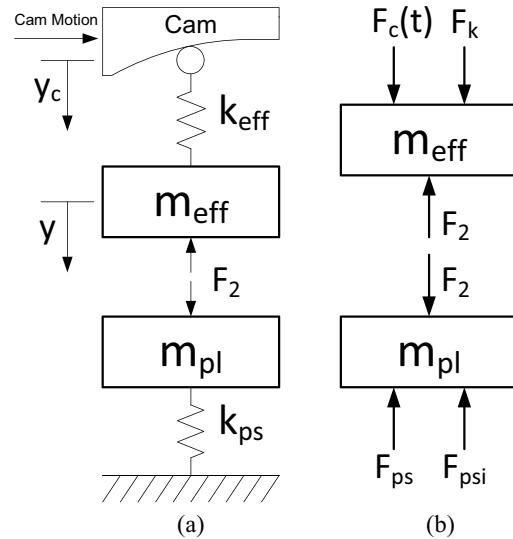 Cam Motion
Cam
y_c
k_eff
m_eff
y
F_2
m_pl
k_ps
(a)
F_c(t) F_k
m_eff
F_2
F_2
m_pl
F_ps F_psi
(b)